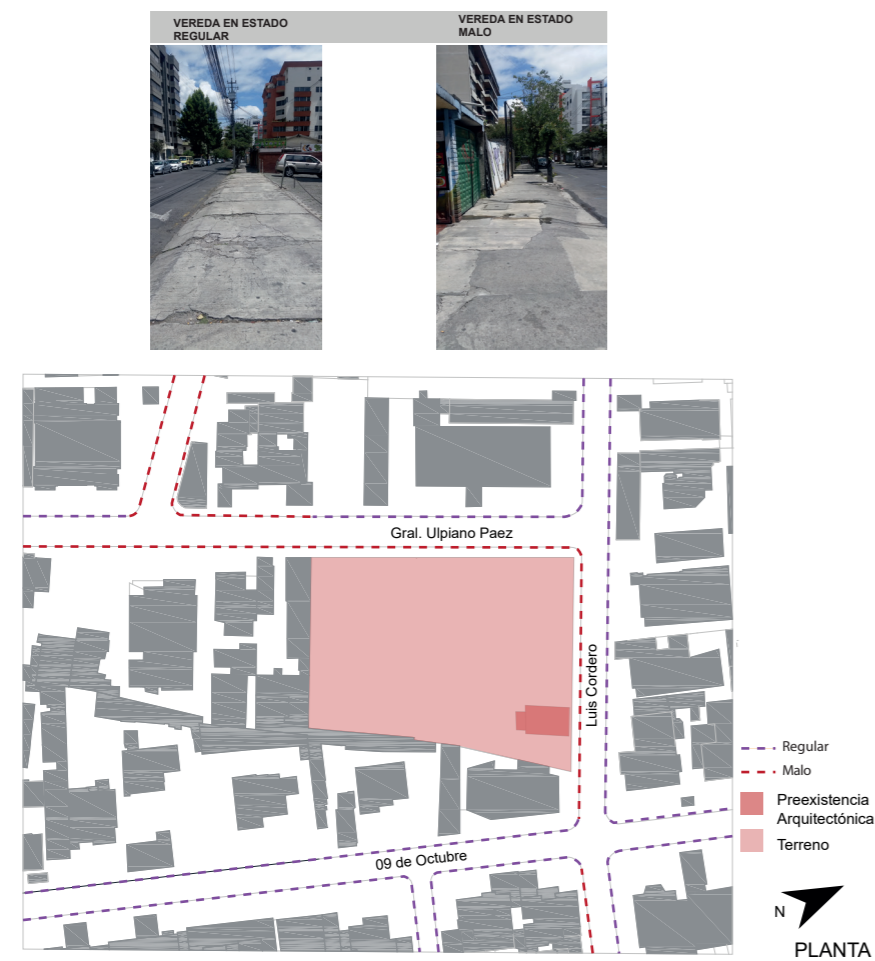 VEREDA EN ESTADO
REGULAR
VEREDA EN ESTADO
MALO
Gral. Ulpiano Paez
Luis Cordero
09 de Octubre
Regular
Malo
Preexistencia
Arquitectónica
Terreno
N
PLANTA